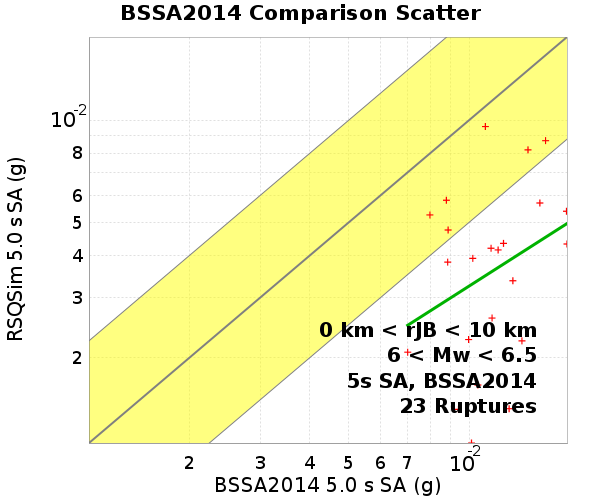 BSSA2014 Comparison Scatter
RSQSim 5.0 s SA (g)
10-2
8
6
5
4
3
2
0 km < rJB < 10 km
6 < Mw < 6.5
5s SA, BSSA2014
23 Ruptures
2 3 4 5 6 7 10-2
BSSA2014 5.0 s SA (g)